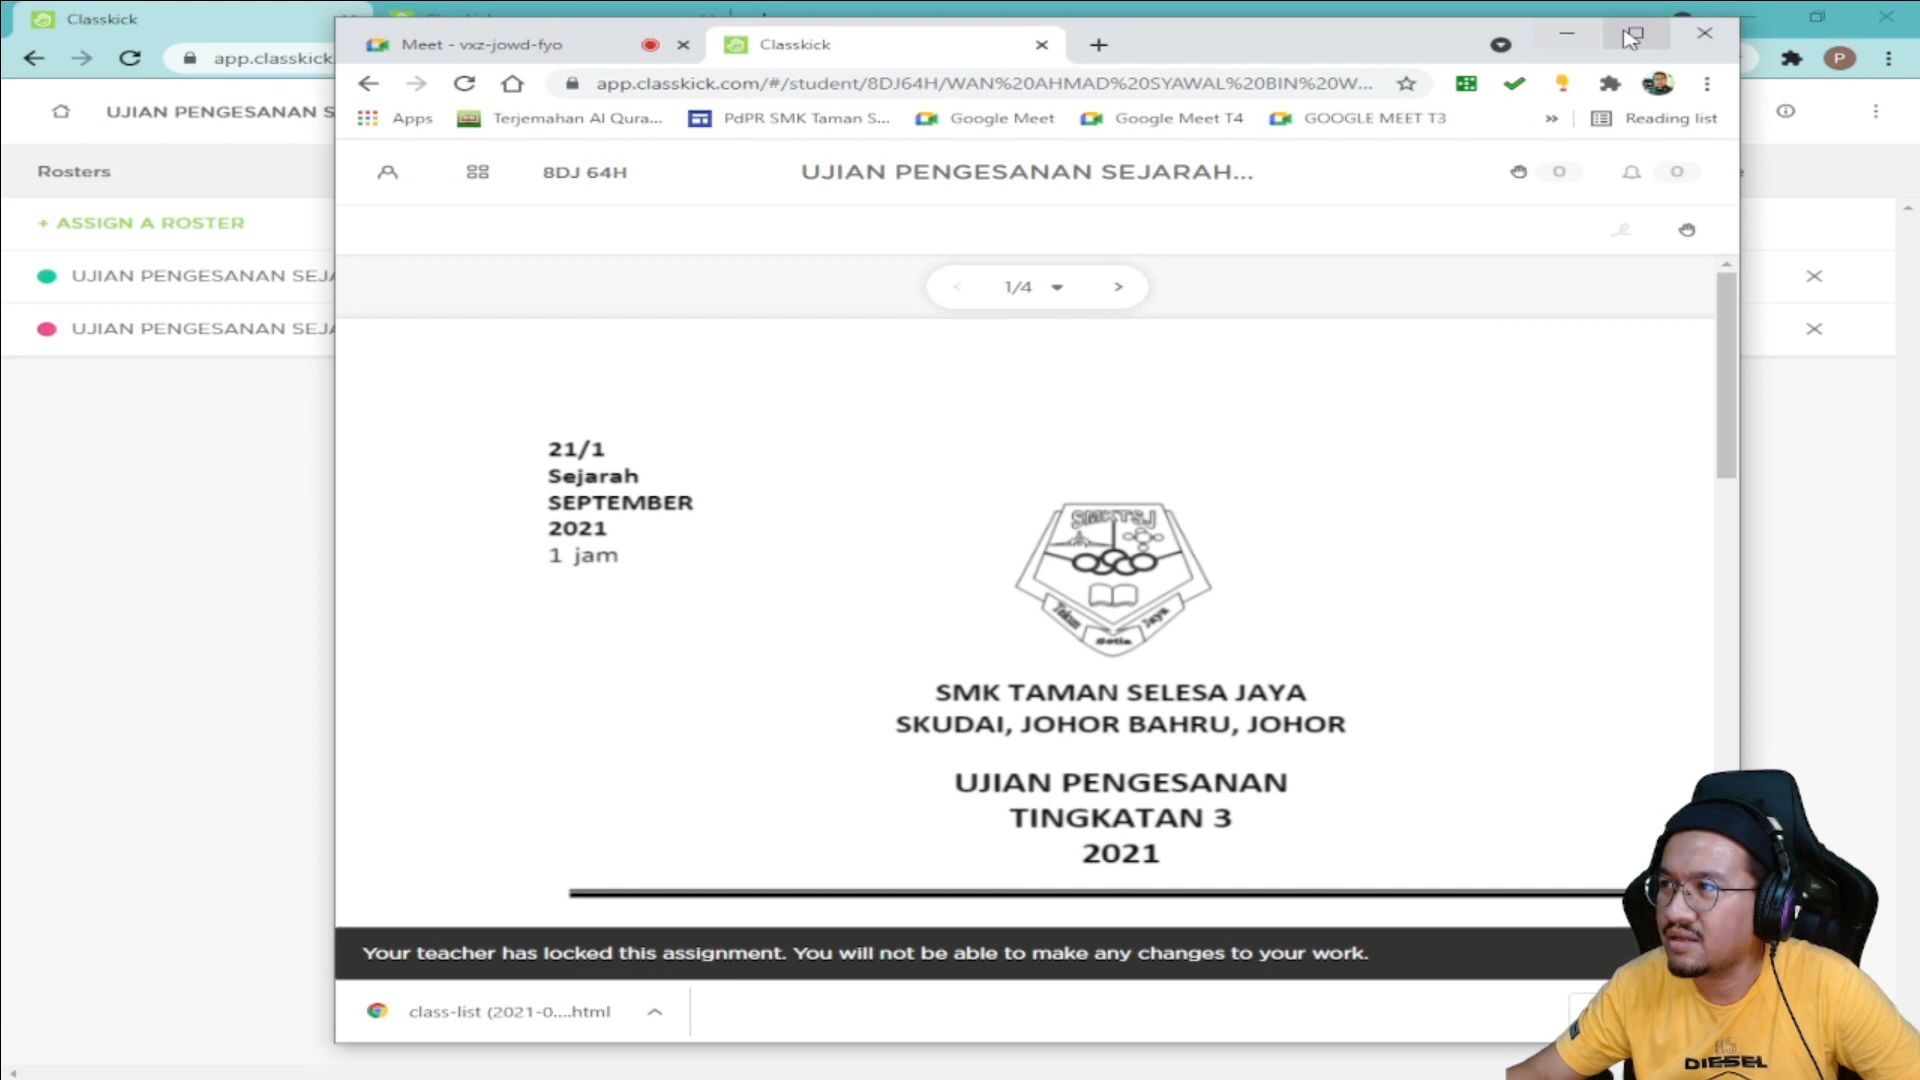 Classkick
app.classkick
UJIAN PENGESANAN S
Rosters
+ ASSIGN A ROSTER
UJIAN PENGESANAN SEJA
UJIAN PENGESANAN SEJA
Meet - vxz-jowd-fyo
Classkick
app.classkick.com/#/student/8DJ64H/WAN%20AHMAD%20SYAWAL%20BIN%20W...
Apps
Terjemahan Al Qura...
PdPR SMK Taman S...
Google Meet
Google Meet T4
GOOGLE MEET T3
»
Reading list
P
8DJ 64H
UJIAN PENGESANAN SEJARAH...
0
0
1/4
21/1
Sejarah
SEPTEMBER
2021
1 jam
SMKTSJ
Tekun
Setia
Jaya
SMK TAMAN SELESA JAYA
SKUDAI, JOHOR BAHRU, JOHOR
UJIAN PENGESANAN
TINGKATAN 3
2021
Your teacher has locked this assignment. You will not be able to make any changes to your work.
class-list (2021-0....html
DIESEL